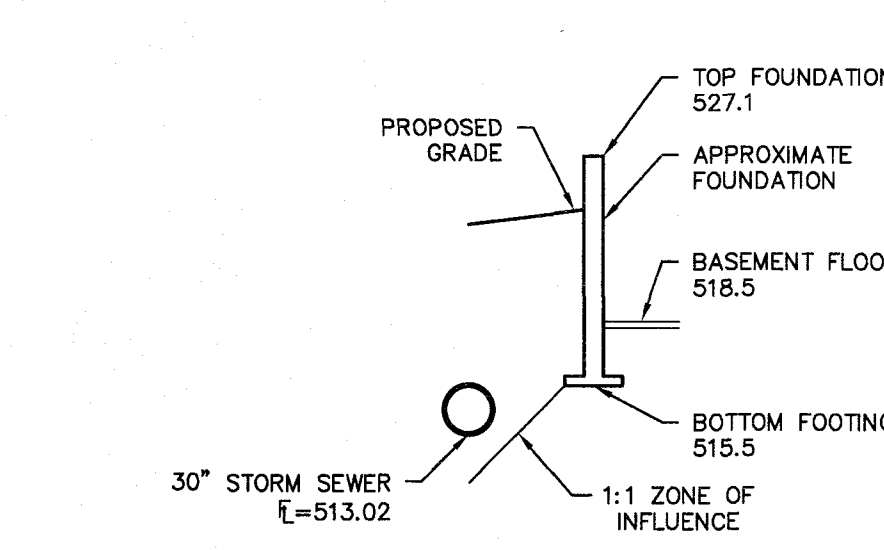 TOP FOUNDATION
527.1
PROPOSED
GRADE
APPROXIMATE
FOUNDATION
BASEMENT FLOO
518.5
BOTTOM FOOTING
515.5
30" STORM SEWER
FL=513.02
1:1 ZONE OF
INFLUENCE